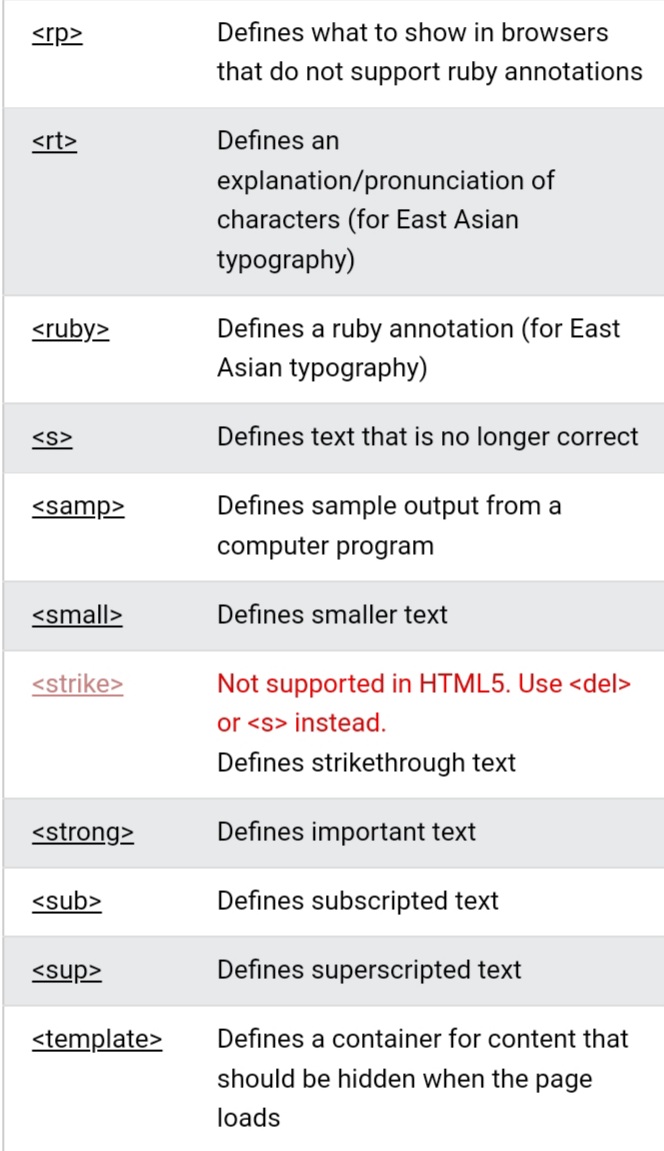 <rp> Defines what to show in browsers
that do not support ruby annotations
<rt> Defines an
explanation/pronunciation of
characters (for East Asian
typography)
<ruby> Defines a ruby annotation (for East
Asian typography)
<s> Defines text that is no longer correct
<samp> Defines sample output from a
computer program
<small> Defines smaller text
<strike> Not supported in HTML5. Use <del>
or <s> instead.
Defines strikethrough text
<strong> Defines important text
<sub> Defines subscripted text
<sup> Defines superscripted text
<template> Defines a container for content that
should be hidden when the page
loads